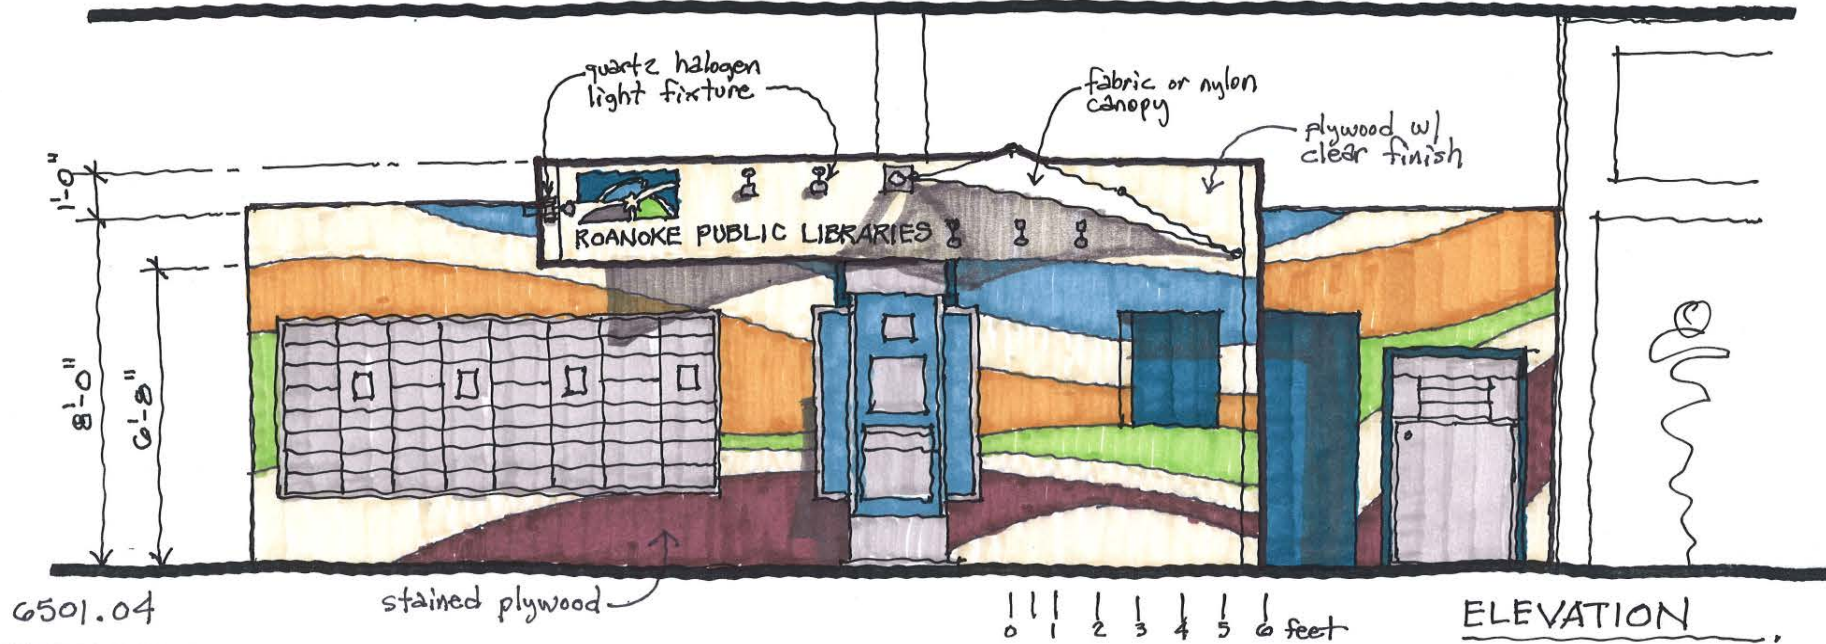 quartz halogen
light fixture
fabric or nylon
canopy
plywood w/
clear finish
1'-0"
ROANOKE PUBLIC LIBRARIES
8'-0"
6'-8"
stained plywood
6501.04
0 1 2 3 4 5 6 feet
ELEVATION